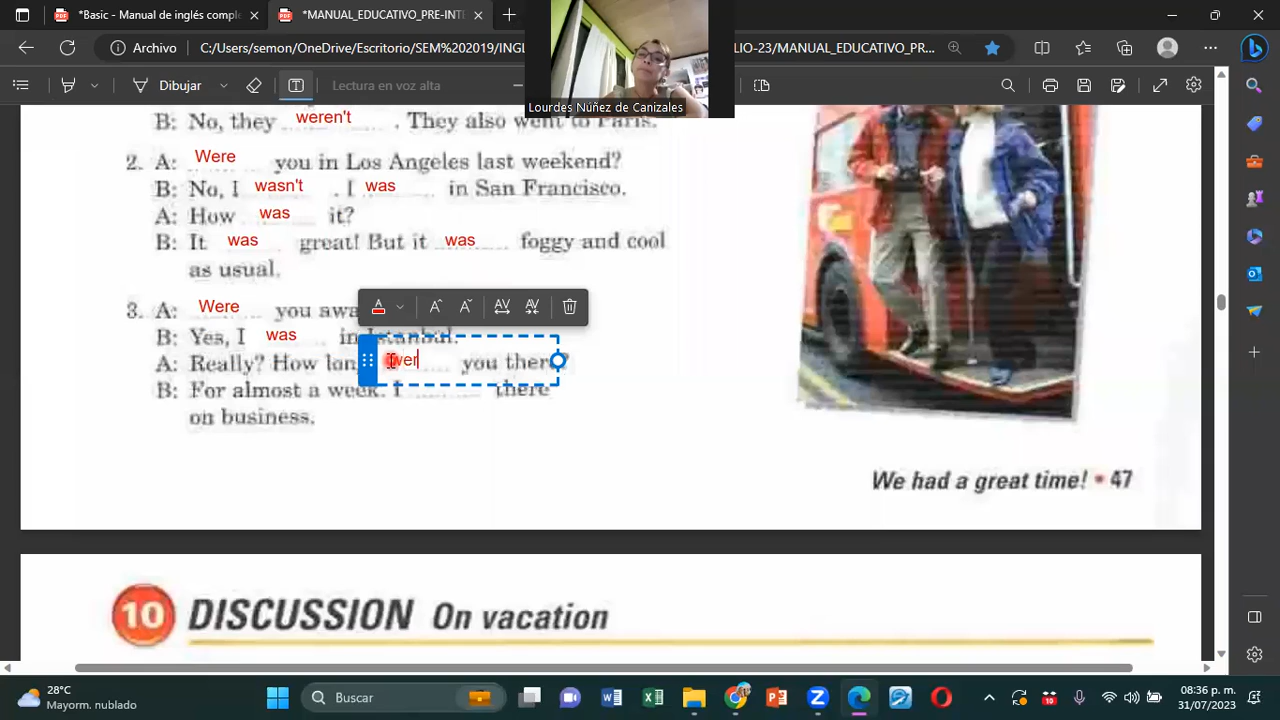 *Basic - Manual de inglés comple
*MANUAL_EDUCATIVO_PRE-INTE
Archivo
C:/Users/semon/OneDrive/Escritorio/SEM%202019/INGL
LIO-23/MANUAL_EDUCATIVO_PR...
Dibujar
Lectura en voz alta
Lourdes Núñez de Canizales
B: No, they weren't . They also went to Paris.
2. A: Were you in Los Angeles last weekend?
B: No, I wasn't . I was in San Francisco.
A: How was it?
B: It was great! But it was foggy and cool
as usual.
3. A: Were you awa
B: Yes, I was in Istanbul.
A: Really? How long wer you there?
B: For almost a week. I there
on business.
We had a great time! • 47
10 DISCUSSION On vacation
28°C
Mayorm. nublado
Buscar
08:36 p. m.
31/07/2023